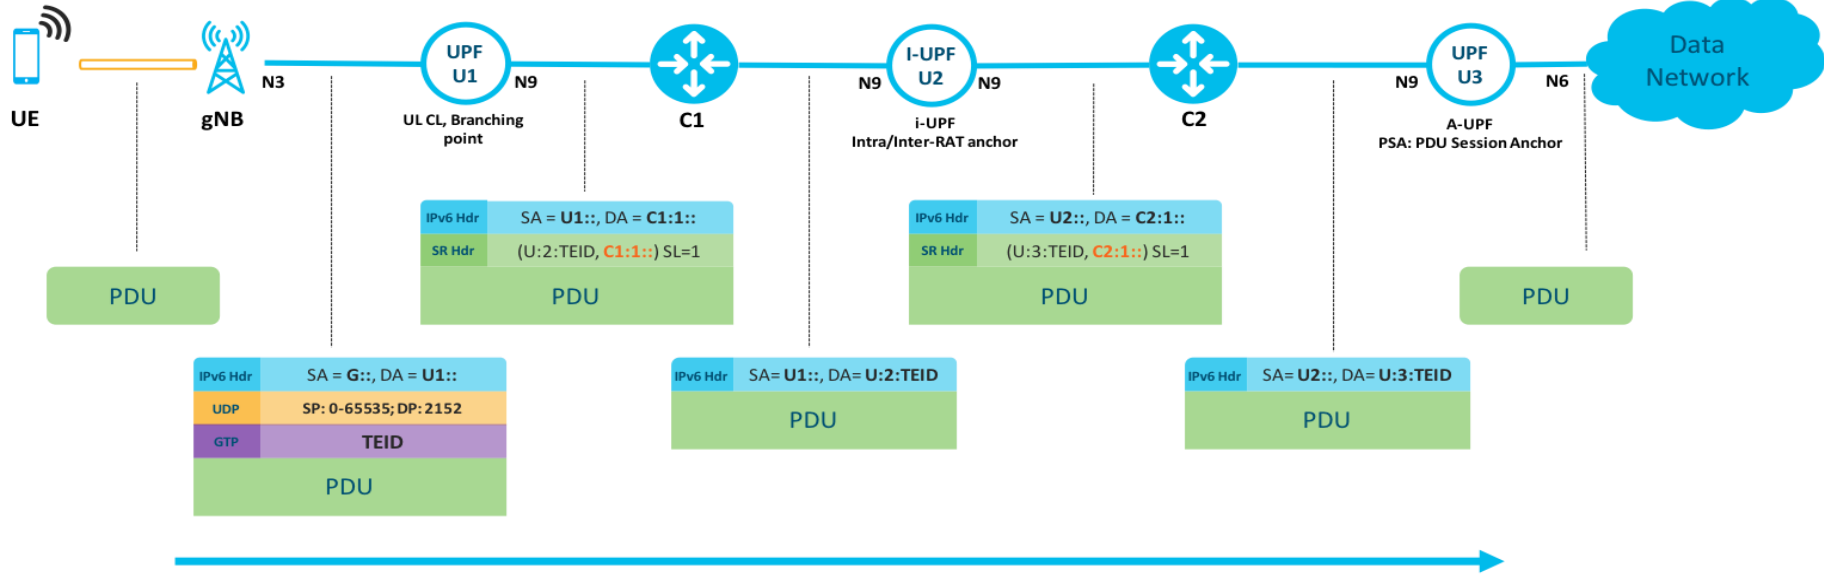 UPF
U1
I-UPF
U2
UPF
U3
Data
Network
N3
N9
N9
N9
N9
N6
UE
gNB
UL CL, Branching
point
C1
i-UPF
Intra/Inter-RAT anchor
C2
A-UPF
PSA: PDU Session Anchor
IPv6 Hdr SA = U1::, DA = C1:1::
SR Hdr (U:2:TEID, C1:1::) SL=1
PDU
IPv6 Hdr SA = U2::, DA = C2:1::
SR Hdr (U:3:TEID, C2:1::) SL=1
PDU
PDU
PDU
IPv6 Hdr SA = G::, DA = U1::
UDP SP: 0-65535; DP: 2152
GTP TEID
PDU
IPv6 Hdr SA= U1::, DA= U:2:TEID
PDU
IPv6 Hdr SA= U2::, DA= U:3:TEID
PDU